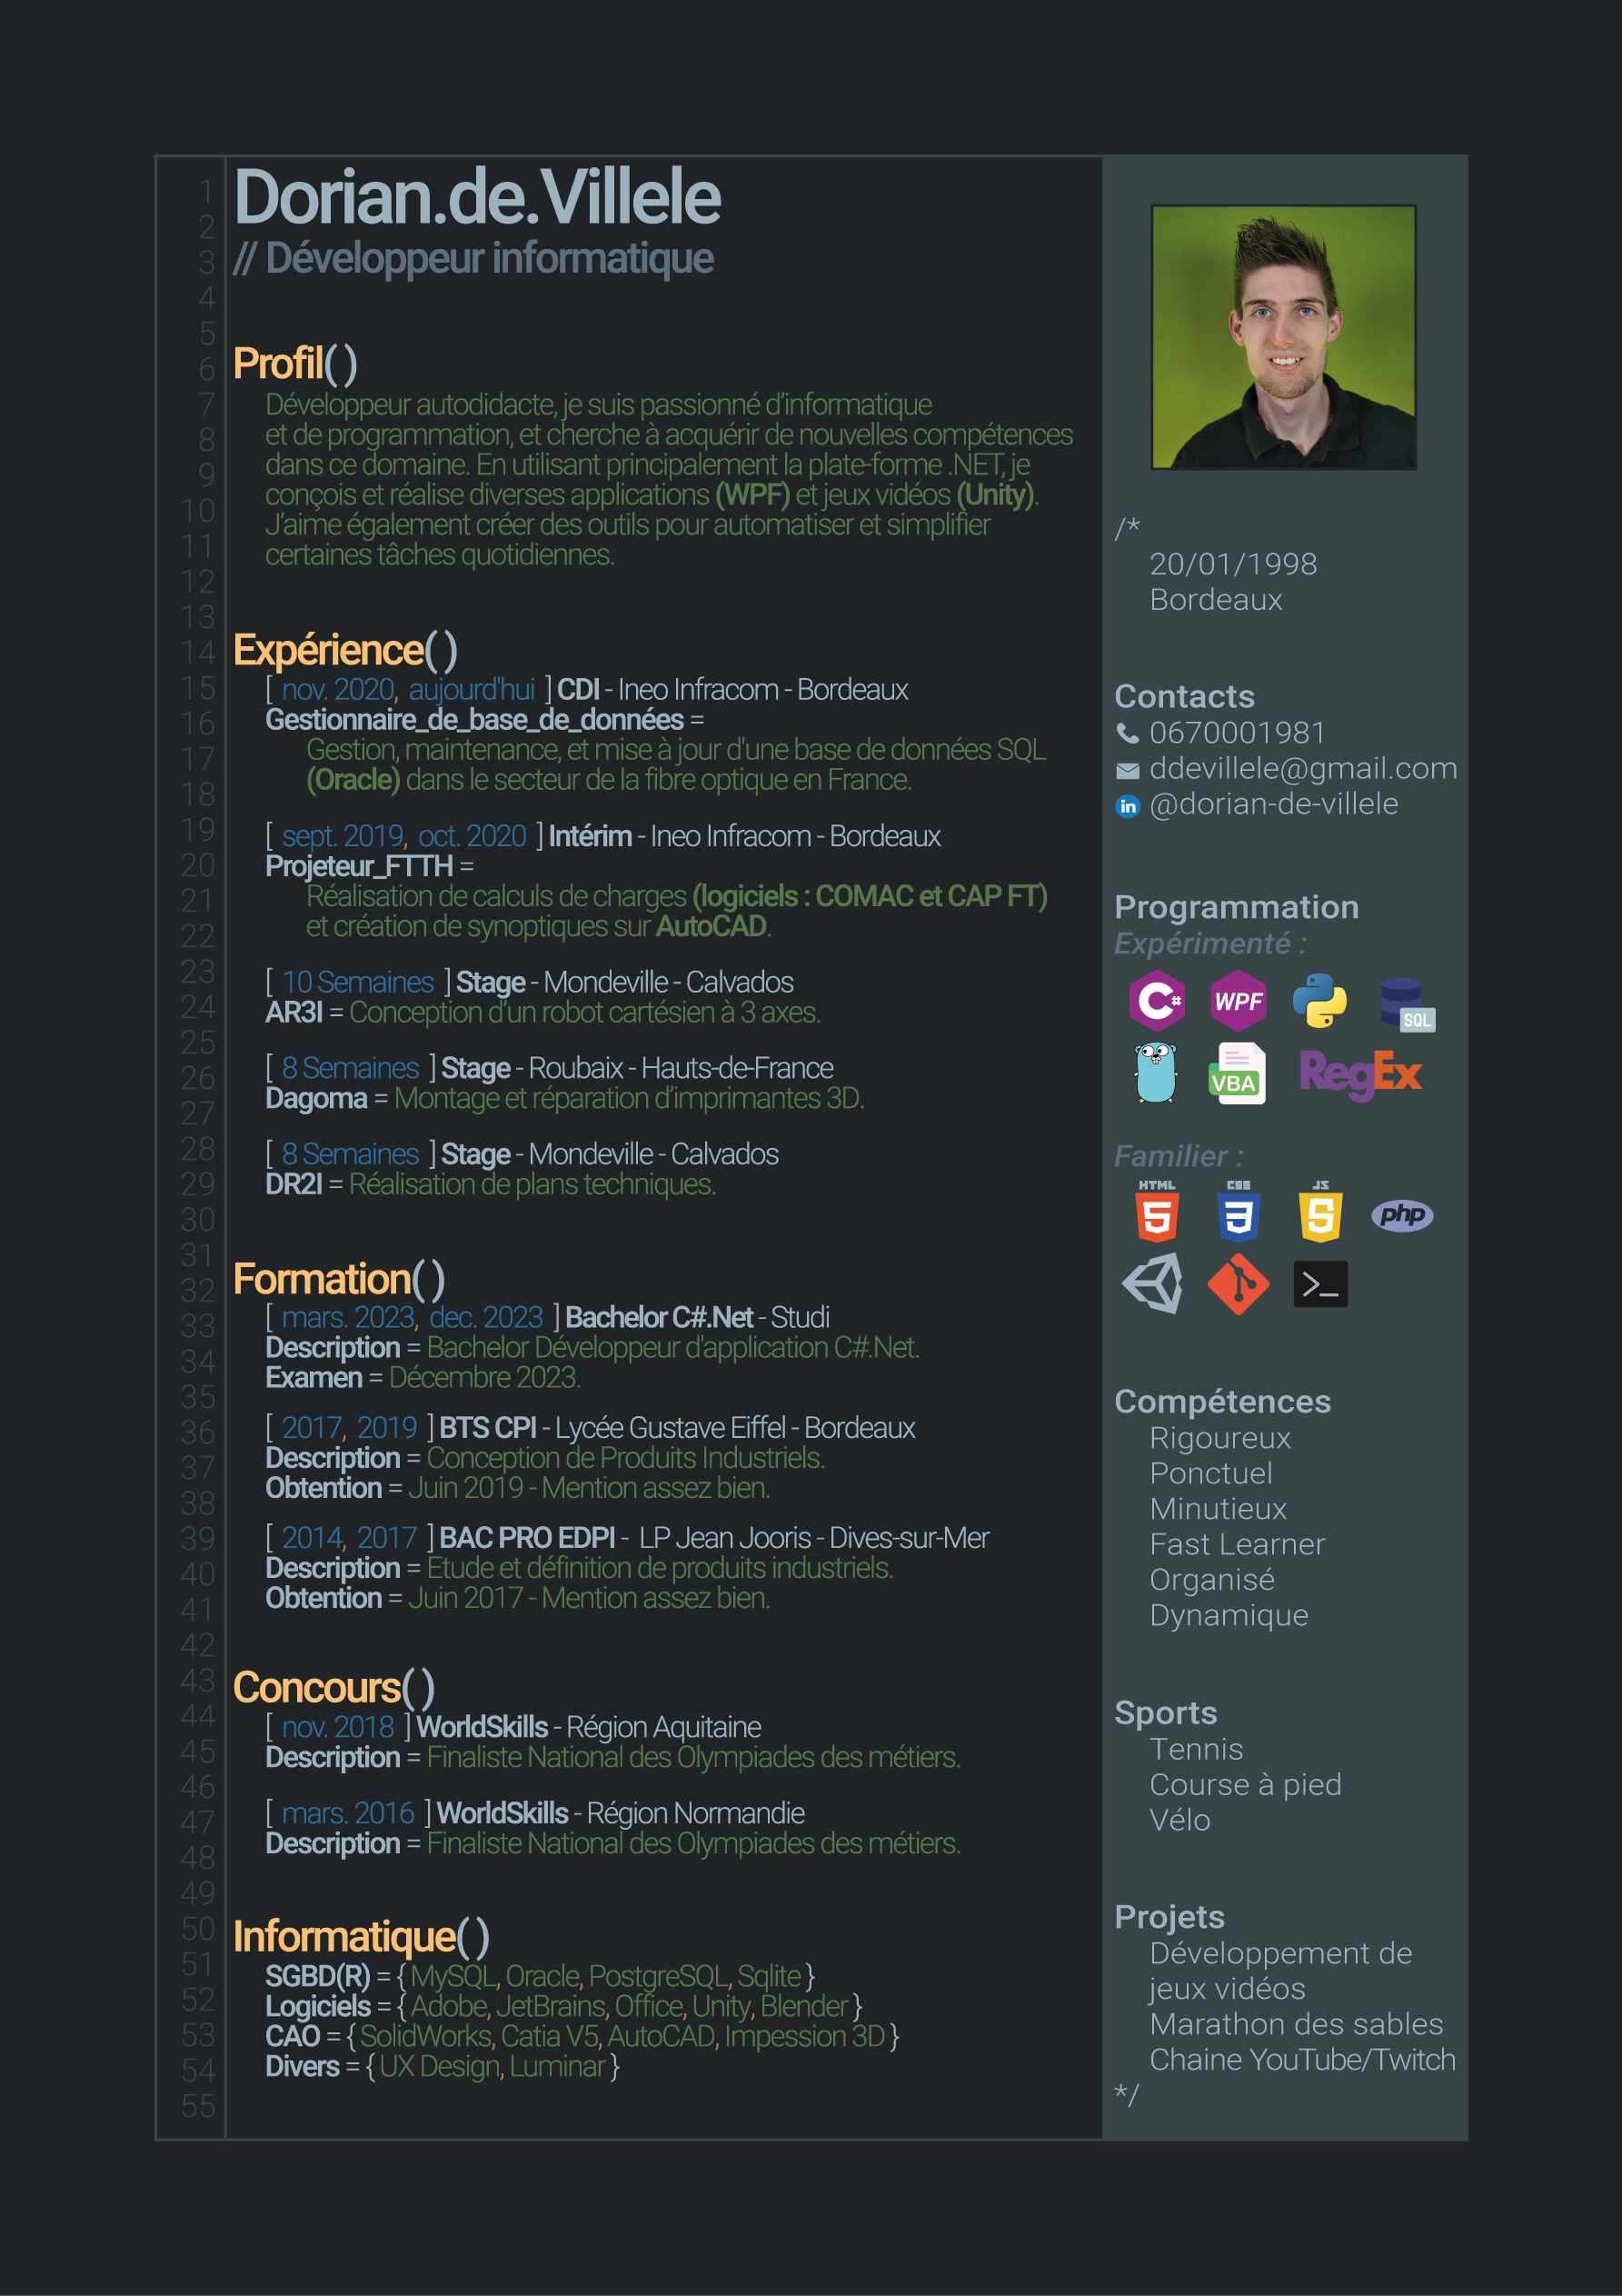 1
2
3
4
5
6
7
8
9
10
11
12
13
14
15
16
17
18
19
20
21
22
23
24
25
26
27
28
29
30
31
32
33
34
35
36
37
38
39
40
41
42
43
44
45
46
47
48
49
50
51
52
53
54
55
Dorian.de.Villele
// Développeur informatique
Profil( )
Développeur autodidacte, je suis passionné d'informatique
et de programmation, et cherche à acquérir de nouvelles compétences
dans ce domaine. En utilisant principalement la plate-forme .NET, je
conçois et réalise diverses applications (WPF) et jeux vidéos (Unity).
J'aime également créer des outils pour automatiser et simplifier
certaines tâches quotidiennes.
Expérience( )
[ nov. 2020, aujourd'hui ] CDI - Ineo Infracom - Bordeaux
Gestionnaire_de_base_de_données =
Gestion, maintenance, et mise à jour d'une base de données SQL
(Oracle) dans le secteur de la fibre optique en France.
[ sept. 2019, oct. 2020 ] Intérim - Ineo Infracom - Bordeaux
Projeteur_FTTH =
Réalisation de calculs de charges (logiciels : COMAC et CAP FT)
et création de synoptiques sur AutoCAD.
[ 10 Semaines ] Stage - Mondeville - Calvados
AR3I = Conception d'un robot cartésien à 3 axes.
[ 8 Semaines ] Stage - Roubaix - Hauts-de-France
Dagoma = Montage et réparation d'imprimantes 3D.
[ 8 Semaines ] Stage - Mondeville - Calvados
DR2I = Réalisation de plans techniques.
Formation( )
[ mars. 2023, dec. 2023 ] Bachelor C#.Net - Studi
Description = Bachelor Développeur d'application C#.Net.
Examen = Décembre 2023.
[ 2017, 2019 ] BTS CPI - Lycée Gustave Eiffel - Bordeaux
Description = Conception de Produits Industriels.
Obtention = Juin 2019 - Mention assez bien.
[ 2014, 2017 ] BAC PRO EDPI - LP Jean Jooris - Dives-sur-Mer
Description = Etude et définition de produits industriels.
Obtention = Juin 2017 - Mention assez bien.
Concours( )
[ nov. 2018 ] WorldSkills - Région Aquitaine
Description = Finaliste National des Olympiades des métiers.
[ mars. 2016 ] WorldSkills - Région Normandie
Description = Finaliste National des Olympiades des métiers.
Informatique( )
SGBD(R) = { MySQL, Oracle, PostgreSQL, Sqlite }
Logiciels = { Adobe, JetBrains, Office, Unity, Blender }
CAO = { SolidWorks, Catia V5, AutoCAD, Impession 3D }
Divers = { UX Design, Luminar }
/*
20/01/1998
Bordeaux
Contacts
0670001981
ddevillele@gmail.com
in @dorian-de-villele
Programmation
Expérimenté :
C# WPF SQL
VBA RegEx
Familier :
HTML CSS JS
5 3 5 php
>_
Compétences
Rigoureux
Ponctuel
Minutieux
Fast Learner
Organisé
Dynamique
Sports
Tennis
Course à pied
Vélo
Projets
Développement de
jeux vidéos
Marathon des sables
Chaine YouTube/Twitch
*/